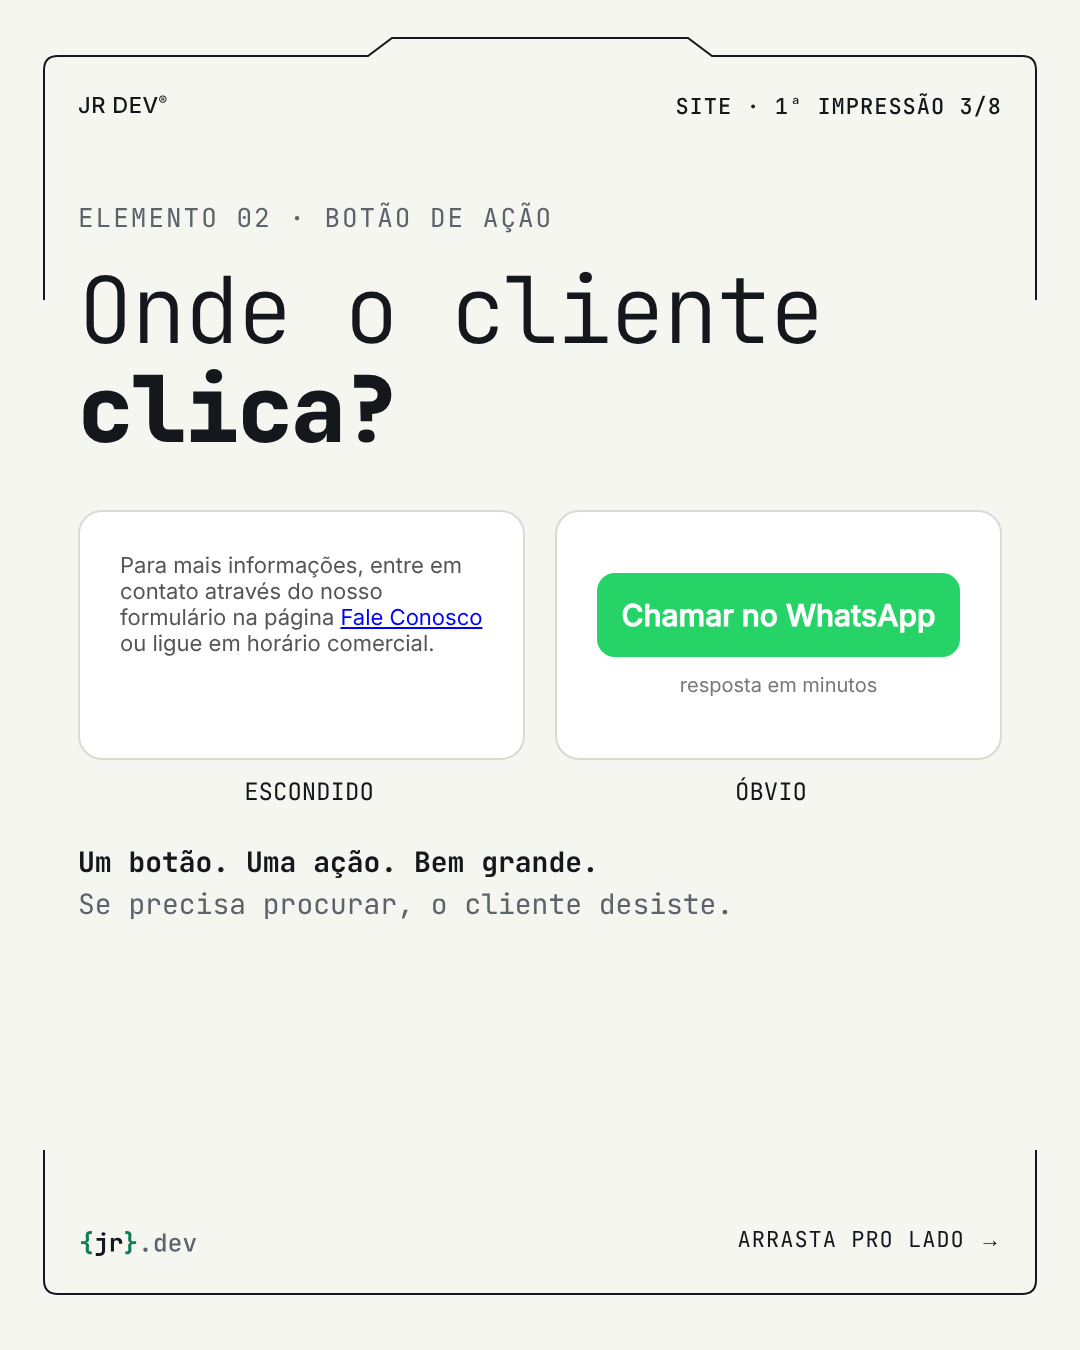 JR DEV®
SITE · 1ª IMPRESSÃO 3/8
ELEMENTO 02 · BOTÃO DE AÇÃO
Onde o cliente
clica?
Para mais informações, entre em
contato através do nosso
formulário na página Fale Conosco
ou ligue em horário comercial.
ESCONDIDO
Chamar no WhatsApp
resposta em minutos
ÓBVIO
Um botão. Uma ação. Bem grande.
Se precisa procurar, o cliente desiste.
{jr}.dev
ARRASTA PRO LADO →